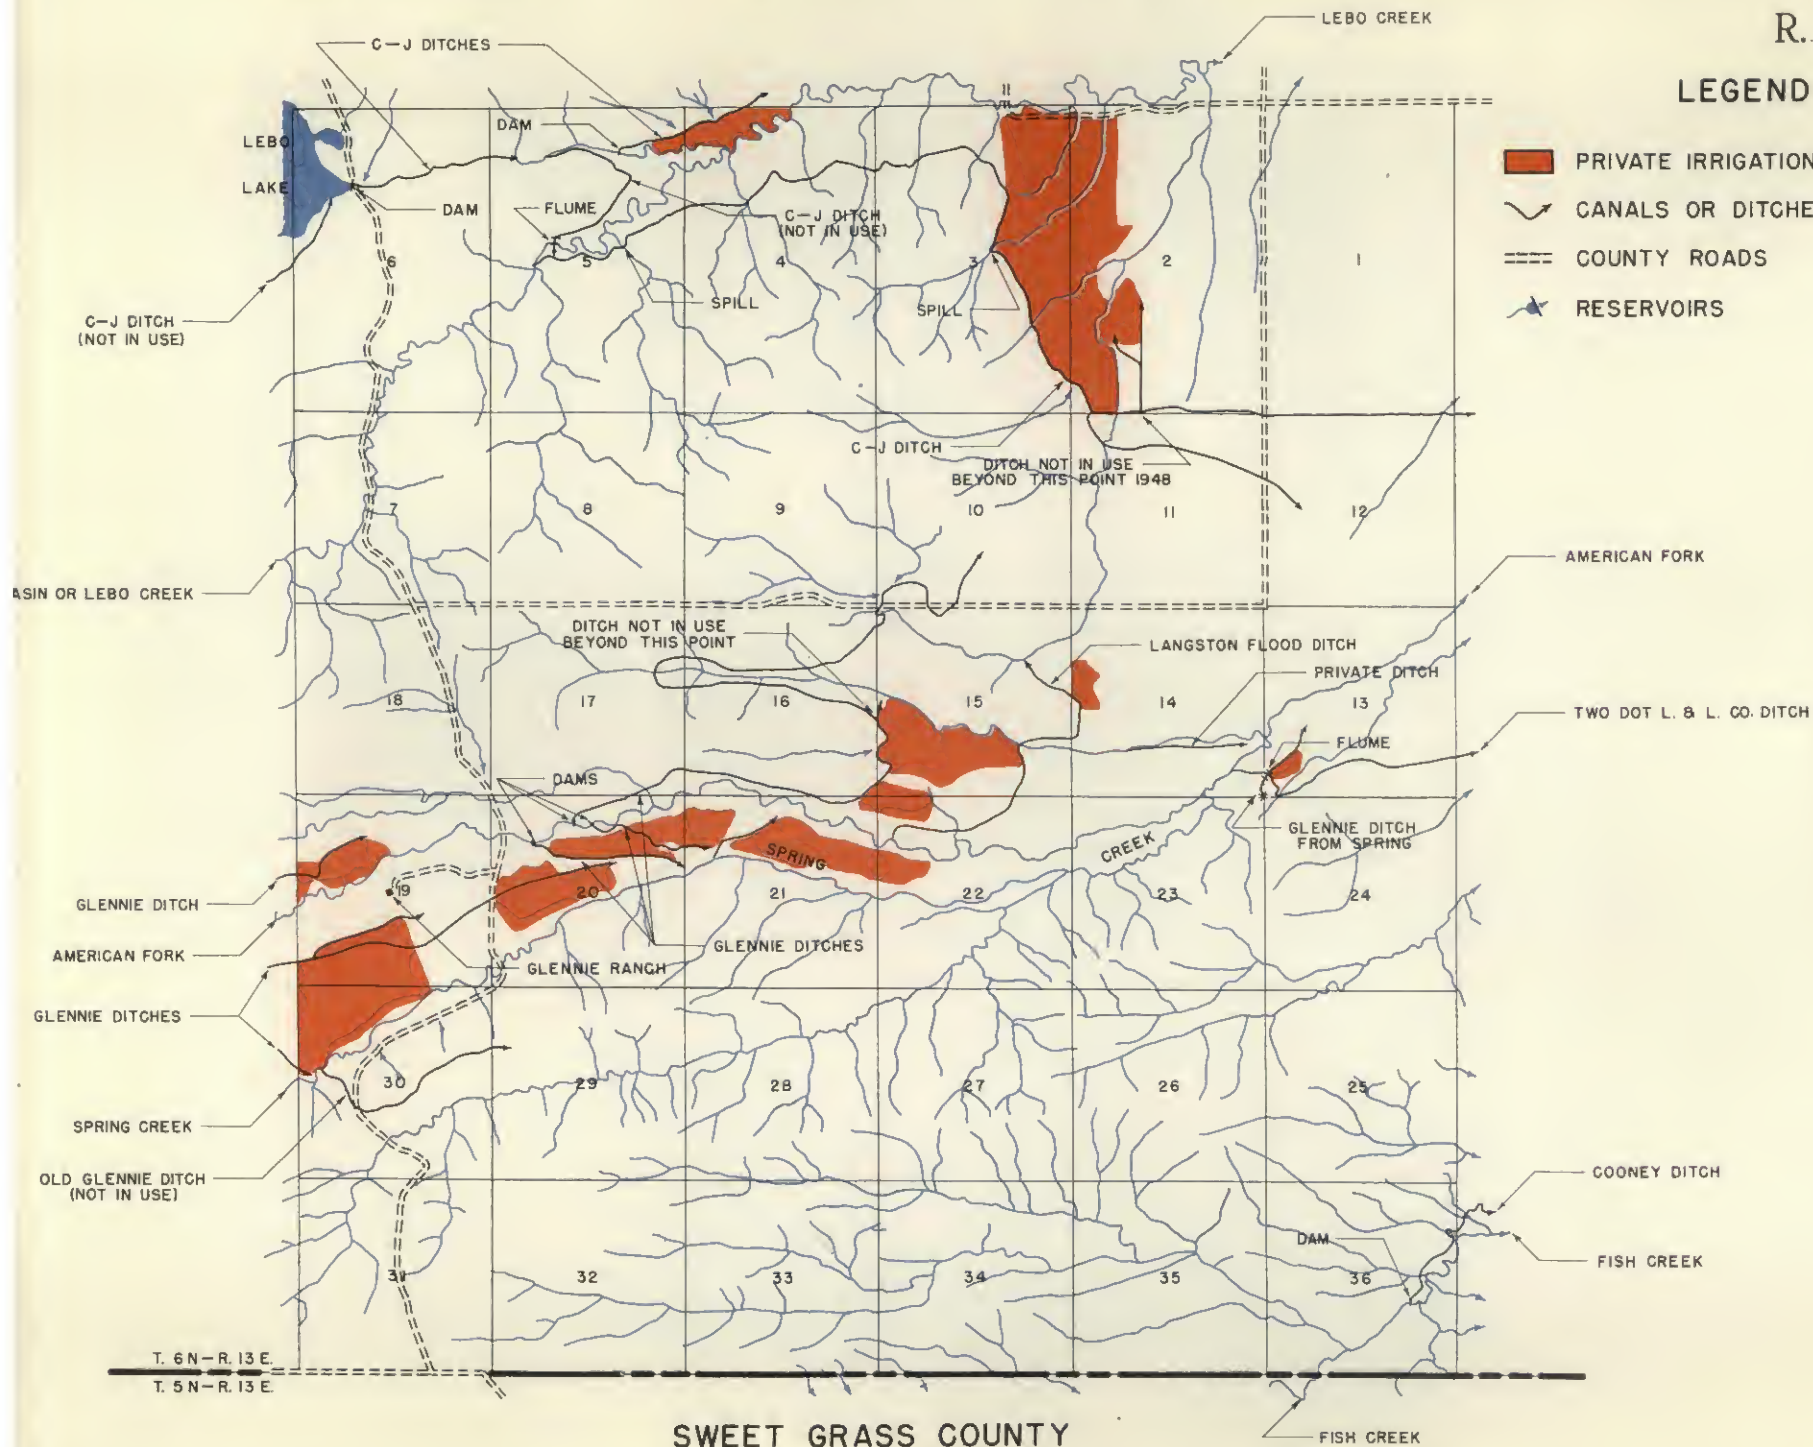 LEBO CREEK
R.
C-J DITCHES
LEGEND
PRIVATE IRRIGATION
CANALS OR DITCHE
COUNTY ROADS
RESERVOIRS
DAM
LEBO
LAKE
DAM
FLUME
C-J DITCH
(NOT IN USE)
6
5
4
3
2
1
SPILL
SPILL
C-J DITCH
(NOT IN USE)
C-J DITCH
DITCH NOT IN USE
BEYOND THIS POINT 1948
7
8
9
10
11
12
AMERICAN FORK
ASIN OR LEBO CREEK
DITCH NOT IN USE
BEYOND THIS POINT
LANGSTON FLOOD DITCH
PRIVATE DITCH
18
17
16
15
14
13
TWO DOT L. & L. CO. DITCH
FLUME
DAMS
GLENNIE DITCH
FROM SPRING
SPRING
CREEK
19
20
21
22
23
24
GLENNIE DITCH
GLENNIE DITCHES
AMERICAN FORK
GLENNIE RANCH
GLENNIE DITCHES
30
29
28
27
26
25
SPRING CREEK
OLD GLENNIE DITCH
(NOT IN USE)
COONEY DITCH
DAM
FISH CREEK
31
32
33
34
35
36
T. 6N-R. 13 E.
T. 5N-R. 13 E.
SWEET GRASS COUNTY
FISH CREEK